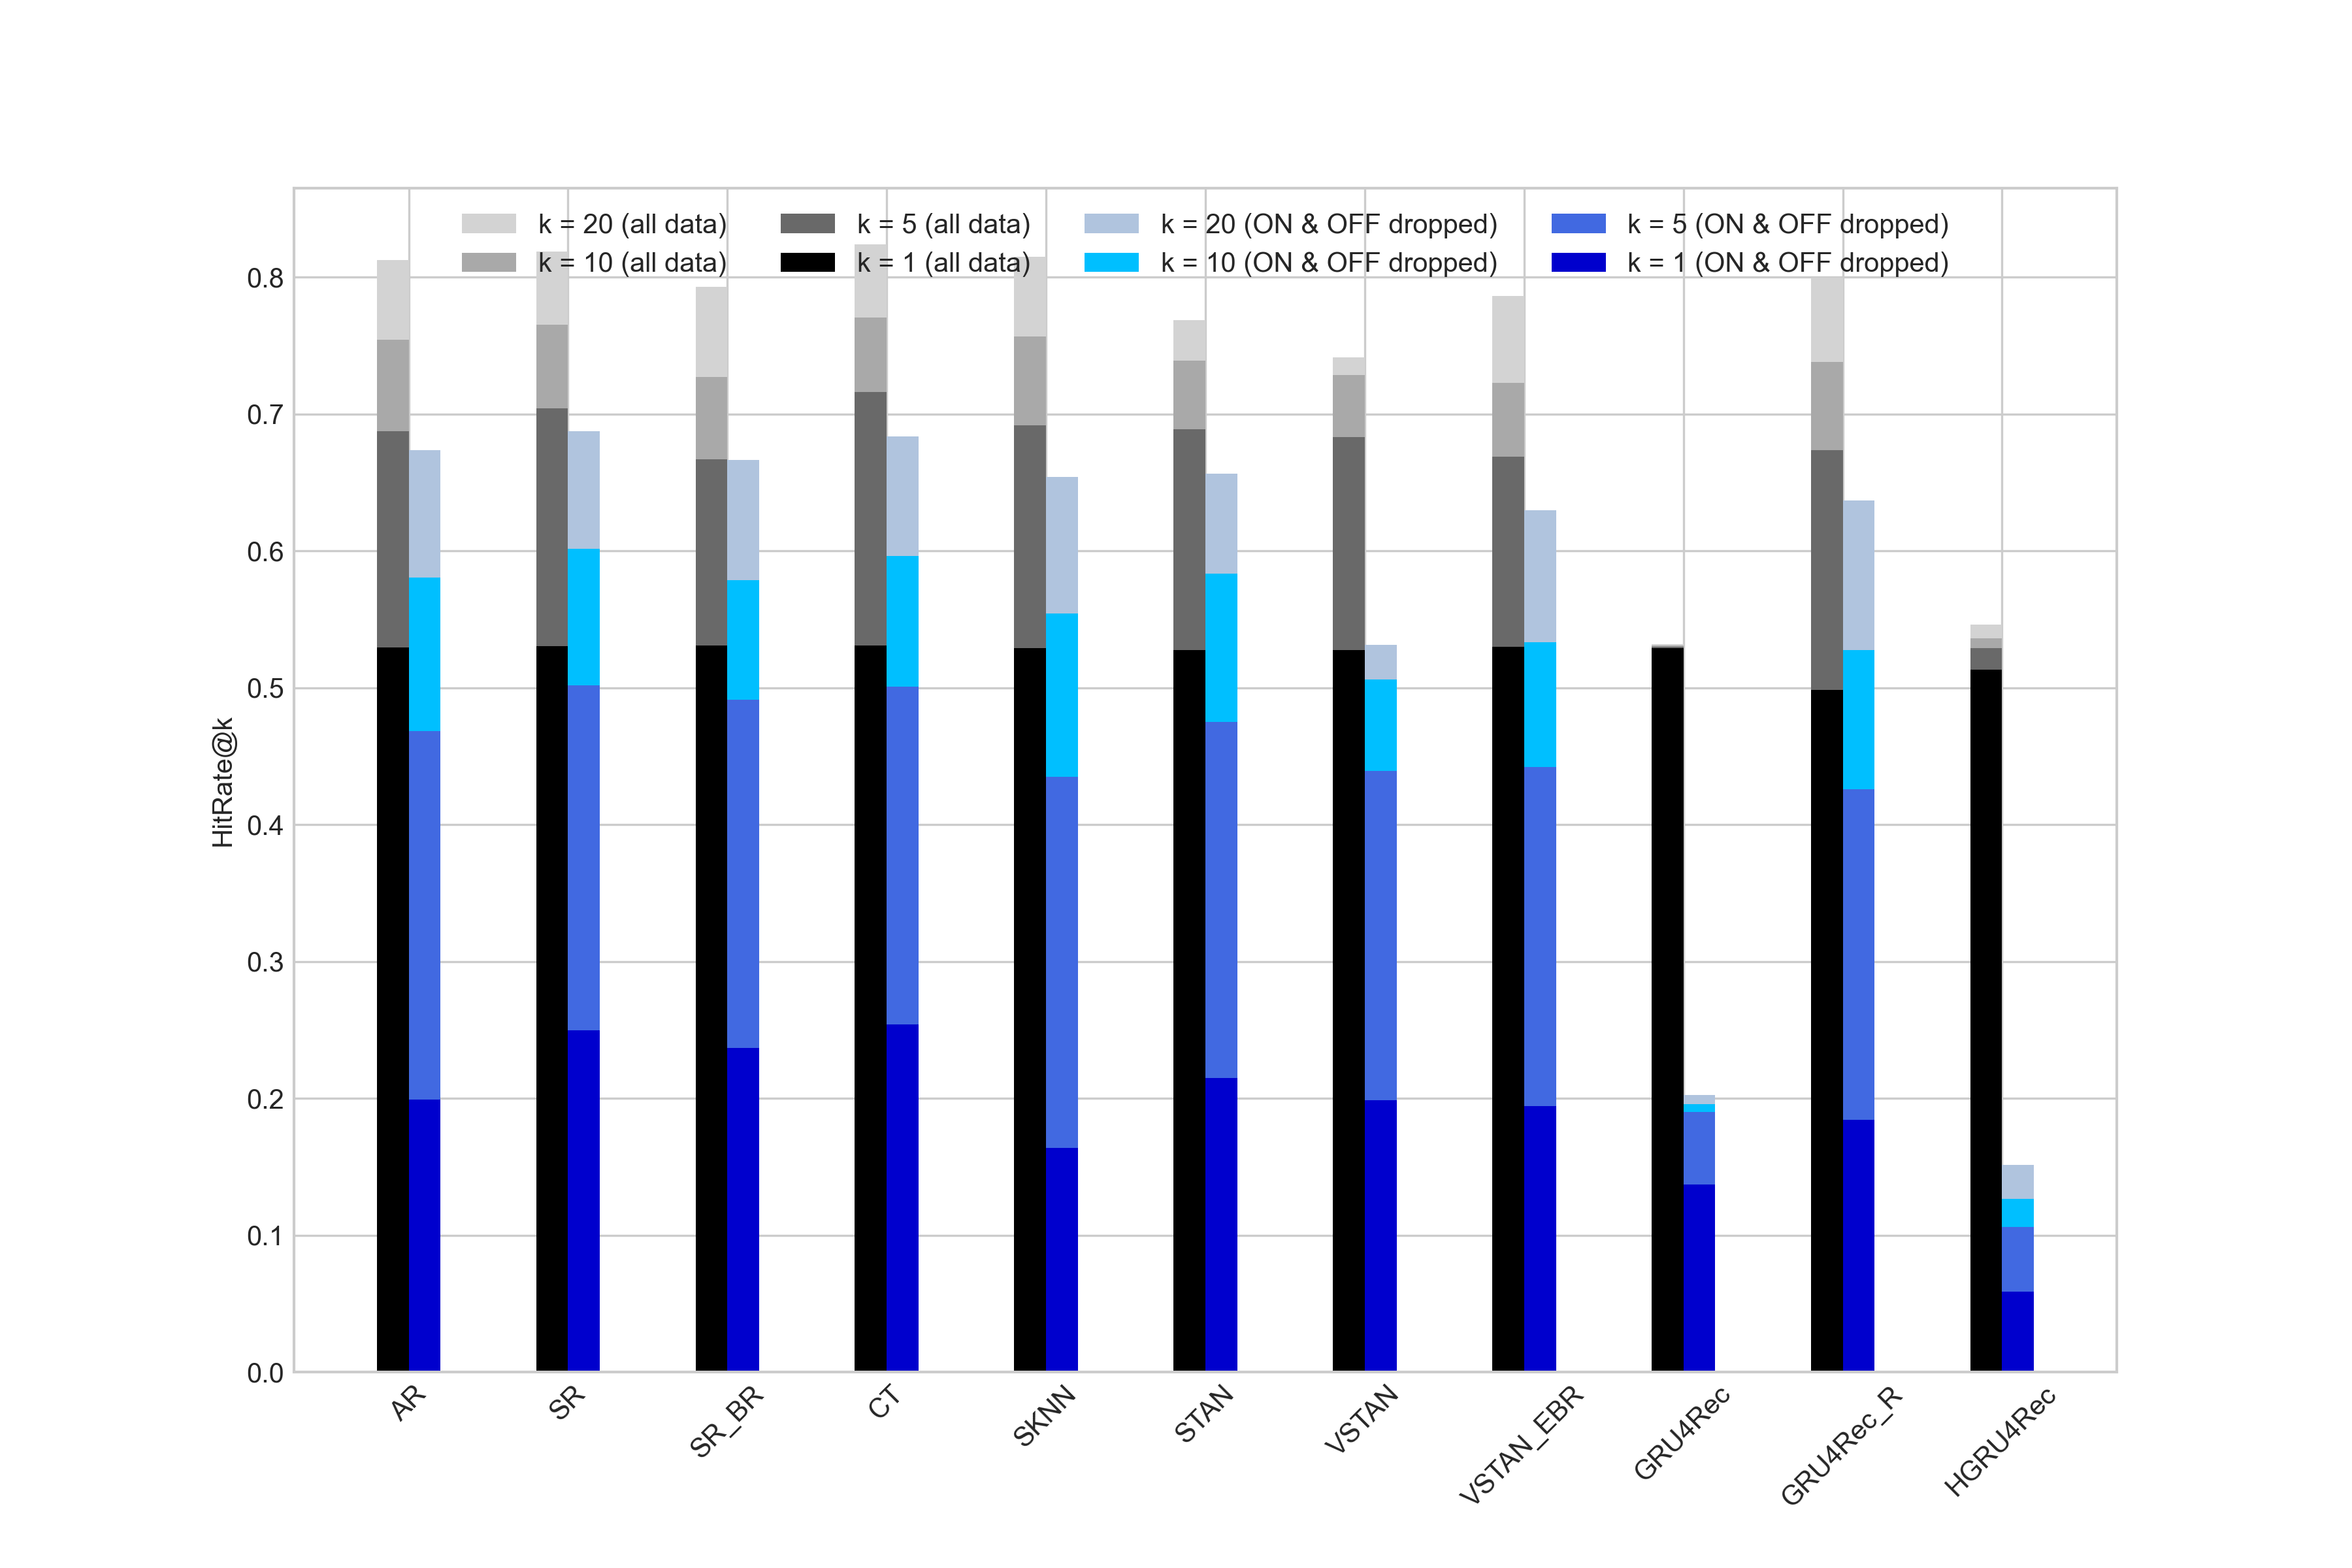 k = 20 (all data) k = 5 (all data) k = 20 (ON & OFF dropped) k = 5 (ON & OFF dropped)
k = 10 (all data) k = 1 (all data) k = 10 (ON & OFF dropped) k = 1 (ON & OFF dropped)
0.8
0.7
0.6
0.5
0.4
0.3
0.2
0.1
0.0
HitRate@k
AR SR SR_BR CT SKNN STAN VSTAN VSTAN_EBR GRU4Rec GRU4Rec_R HGRU4Rec